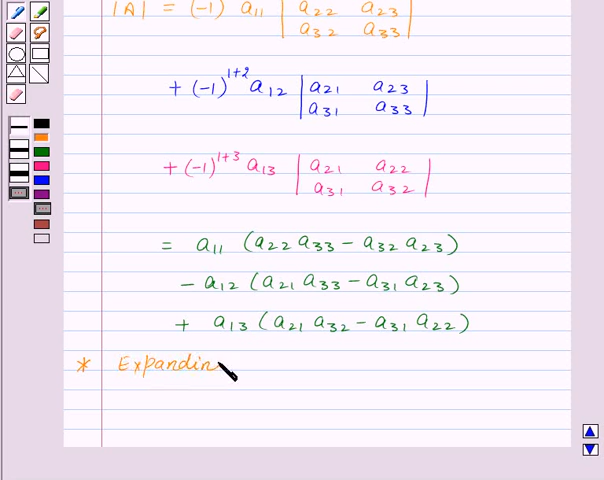 |A| = (-1) a₁₁ | a₂₂ a₂₃ |
| a₃₂ a₃₃ |
+ (-1)¹⁺² a₁₂ | a₂₁ a₂₃ |
| a₃₁ a₃₃ |
+ (-1)¹⁺³ a₁₃ | a₂₁ a₂₂ |
| a₃₁ a₃₂ |
= a₁₁ (a₂₂ a₃₃ - a₃₂ a₂₃)
- a₁₂ (a₂₁ a₃₃ - a₃₁ a₂₃)
+ a₁₃ (a₂₁ a₃₂ - a₃₁ a₂₂)
* Expandin